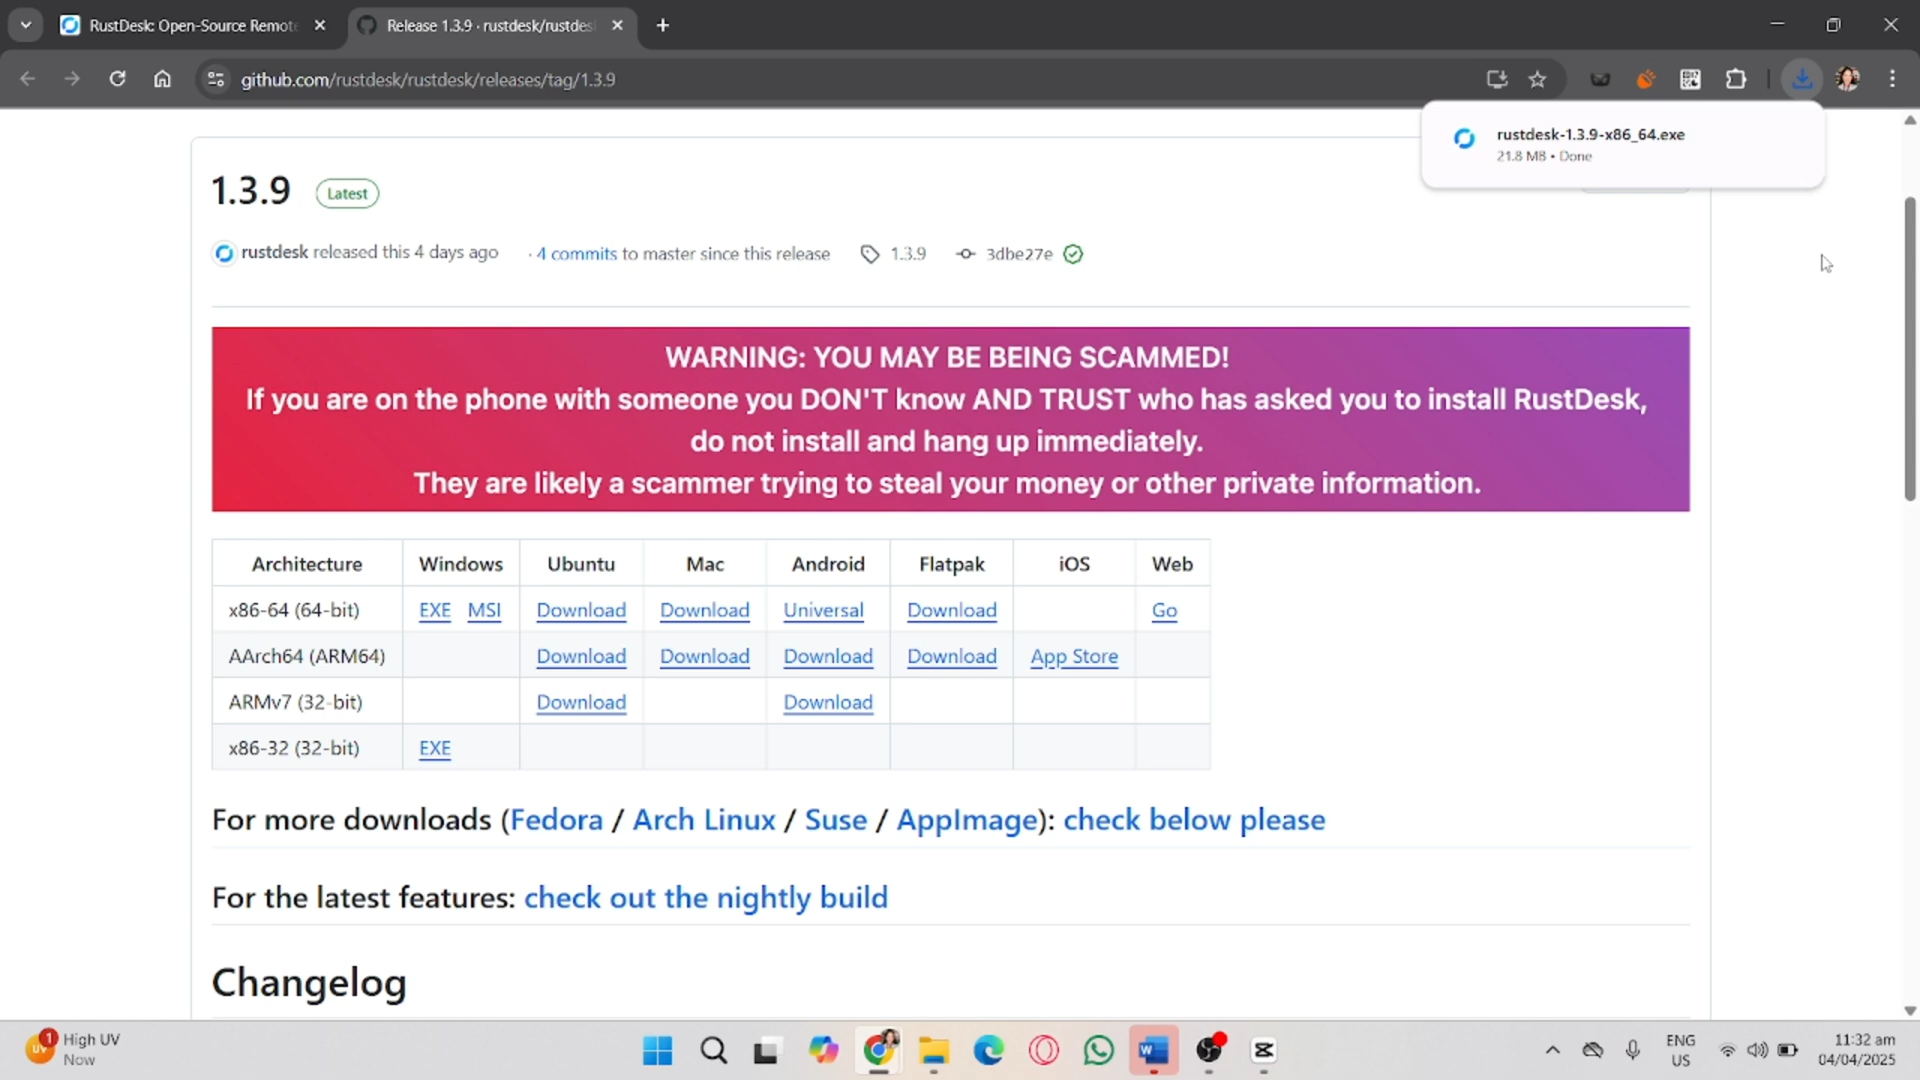 RustDesk: Open-Source Remote
Release 1.3.9 · rustdesk/rustdes
github.com/rustdesk/rustdesk/releases/tag/1.3.9
rustdesk-1.3.9-x86_64.exe
21.8 MB • Done
1.3.9 Latest
rustdesk released this 4 days ago · 4 commits to master since this release 1.3.9 3dbe27e
WARNING: YOU MAY BE BEING SCAMMED!
If you are on the phone with someone you DON'T know AND TRUST who has asked you to install RustDesk,
do not install and hang up immediately.
They are likely a scammer trying to steal your money or other private information.
Architecture Windows Ubuntu Mac Android Flatpak iOS Web
x86-64 (64-bit) EXE MSI Download Download Universal Download Go
AArch64 (ARM64) Download Download Download Download App Store
ARMv7 (32-bit) Download Download
x86-32 (32-bit) EXE
For more downloads (Fedora / Arch Linux / Suse / AppImage): check below please
For the latest features: check out the nightly build
Changelog
1
UV
High UV
Now
W
ENG
US
11:32 am
04/04/2025